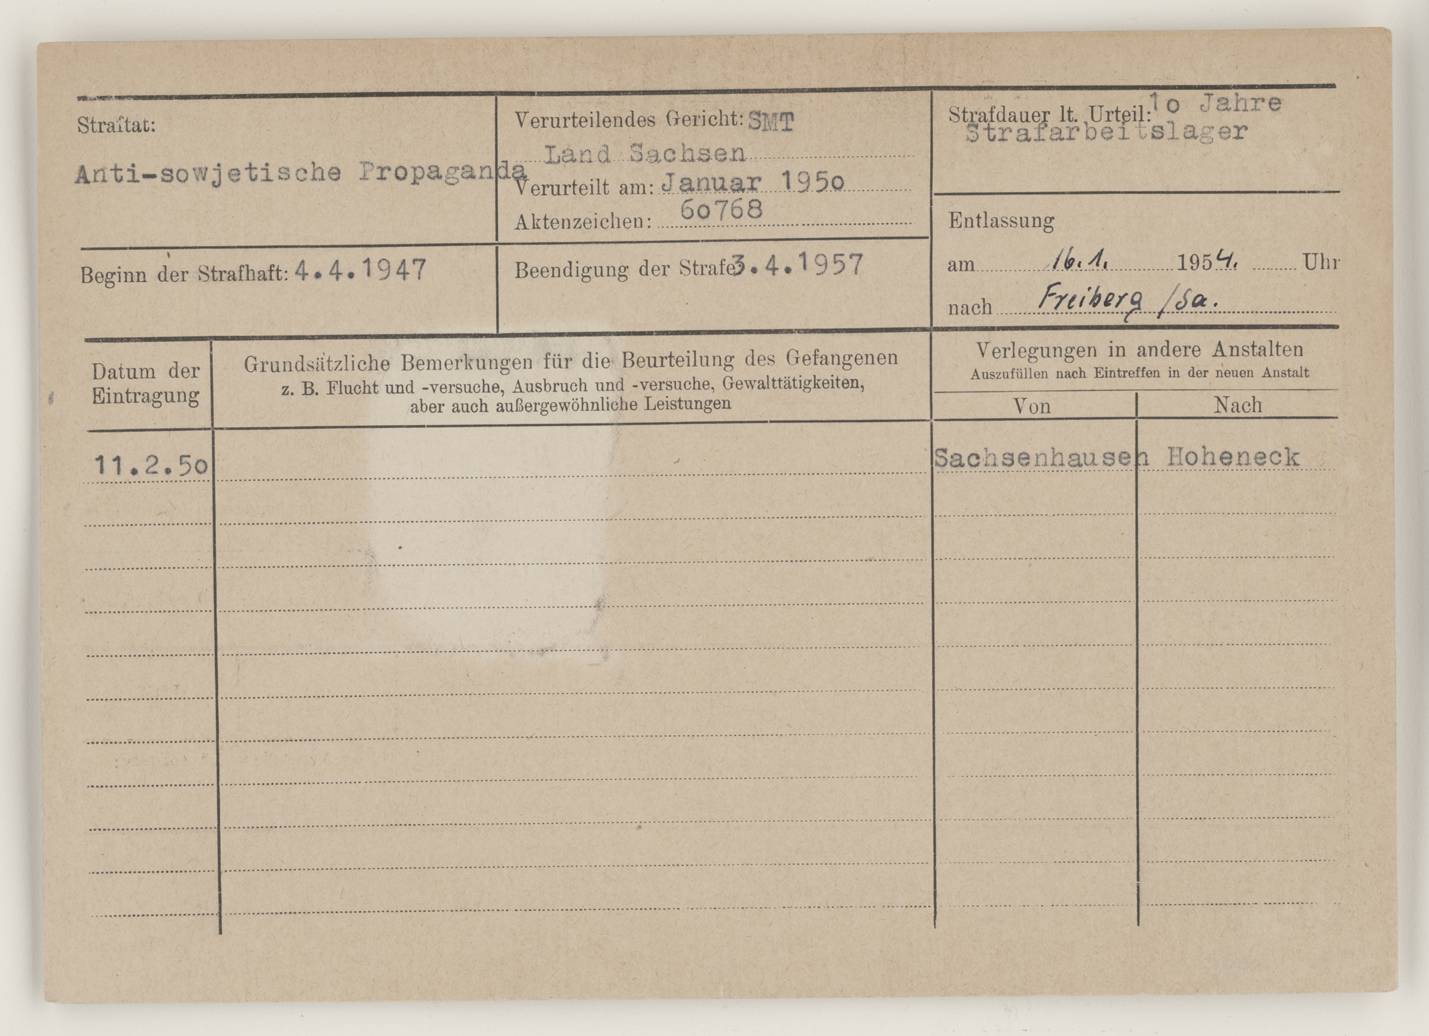 Straftat:
Anti-sowjetische Propaganda
Verurteilendes Gericht: SMT
Land Sachsen
Verurteilt am: Januar 1950
Aktenzeichen: 60768
Strafdauer lt. Urteil: 10 Jahre
Strafarbeitslager
Entlassung
am 16.1. 1954. Uhr
nach Freiberg /Sa.
Beginn der Strafhaft: 4.4.1947
Beendigung der Strafe 3.4.1957
Datum der
Eintragung
Grundsätzliche Bemerkungen für die Beurteilung des Gefangenen
z. B. Flucht und -versuche, Ausbruch und -versuche, Gewalttätigkeiten,
aber auch außergewöhnliche Leistungen
Verlegungen in andere Anstalten
Auszufüllen nach Eintreffen in der neuen Anstalt
Von Nach
11.2.50 Sachsenhausen Hoheneck